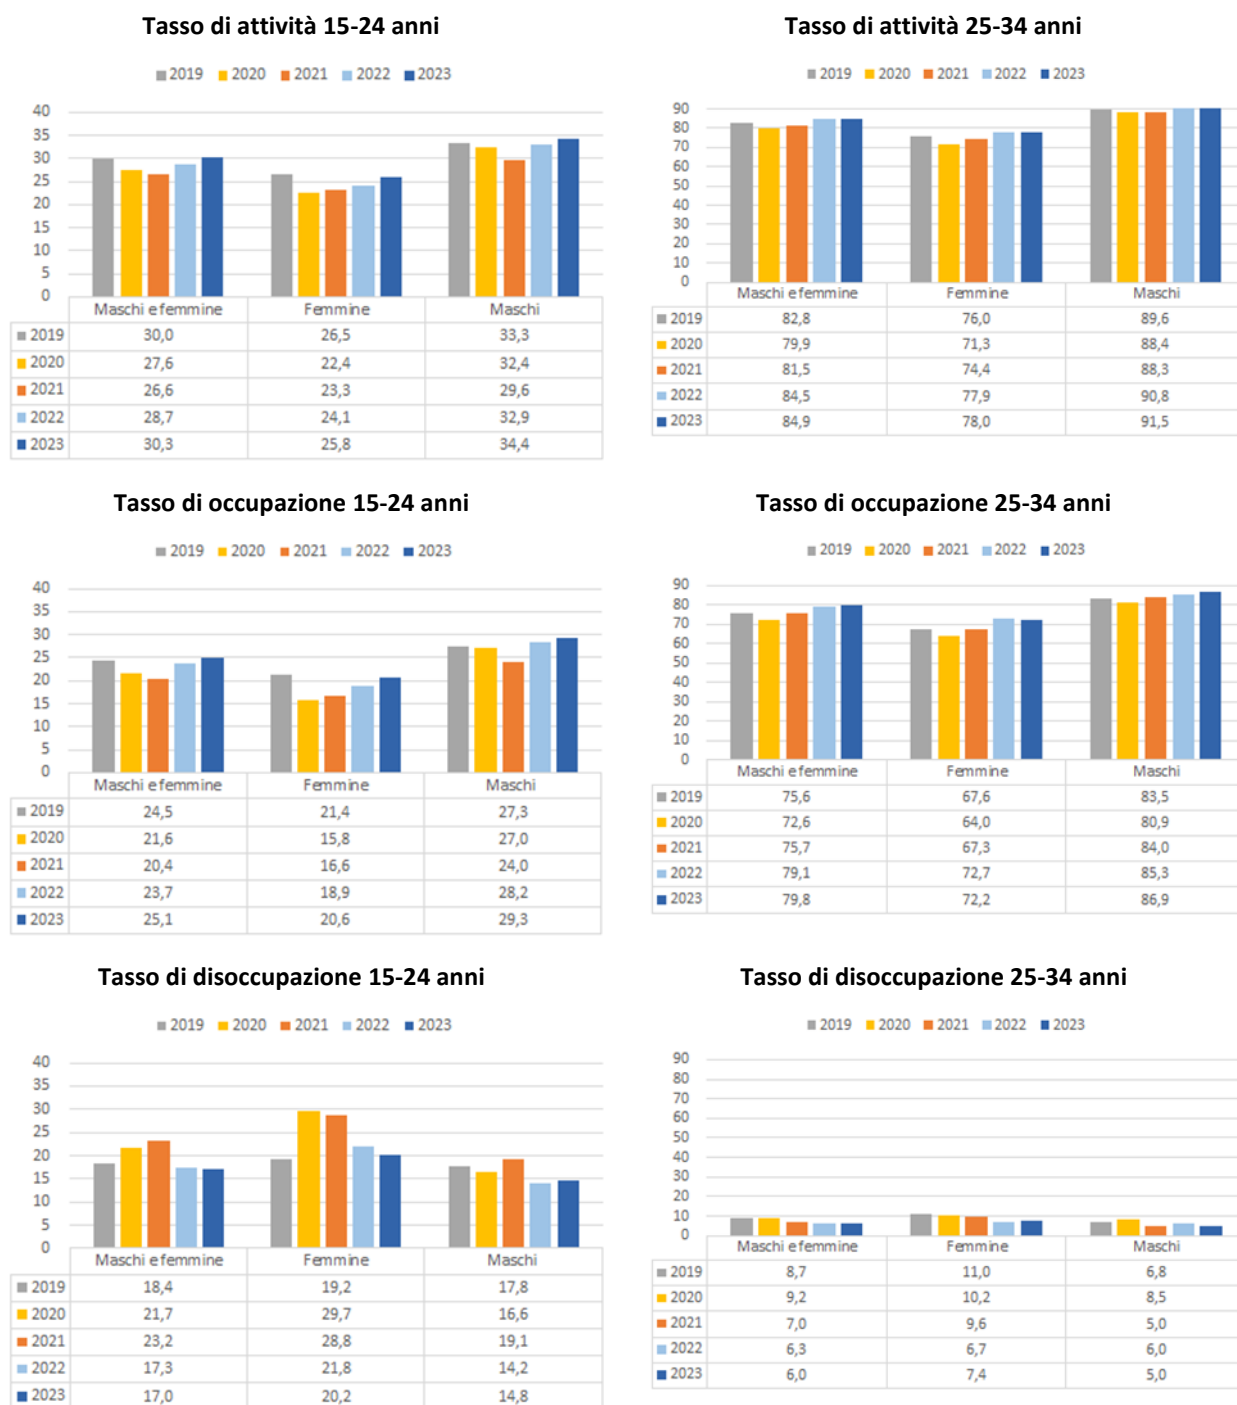 Tasso di attività 15-24 anni
2019 2020 2021 2022 2023
40
35
30
25
20
15
10
5
0
Maschi e femmine Femmine Maschi
2019 30,0 26,5 33,3
2020 27,6 22,4 32,4
2021 26,6 23,3 29,6
2022 28,7 24,1 32,9
2023 30,3 25,8 34,4
Tasso di attività 25-34 anni
2019 2020 2021 2022 2023
90
80
70
60
50
40
30
20
10
0
Maschi e femmine Femmine Maschi
2019 82,8 76,0 89,6
2020 79,9 71,3 88,4
2021 81,5 74,4 88,3
2022 84,5 77,9 90,8
2023 84,9 78,0 91,5
Tasso di occupazione 15-24 anni
2019 2020 2021 2022 2023
40
35
30
25
20
15
10
5
0
Maschi e femmine Femmine Maschi
2019 24,5 21,4 27,3
2020 21,6 15,8 27,0
2021 20,4 16,6 24,0
2022 23,7 18,9 28,2
2023 25,1 20,6 29,3
Tasso di occupazione 25-34 anni
2019 2020 2021 2022 2023
90
80
70
60
50
40
30
20
10
0
Maschi e femmine Femmine Maschi
2019 75,6 67,6 83,5
2020 72,6 64,0 80,9
2021 75,7 67,3 84,0
2022 79,1 72,7 85,3
2023 79,8 72,2 86,9
Tasso di disoccupazione 15-24 anni
2019 2020 2021 2022 2023
40
35
30
25
20
15
10
5
0
Maschi e femmine Femmine Maschi
2019 18,4 19,2 17,8
2020 21,7 29,7 16,6
2021 23,2 28,8 19,1
2022 17,3 21,8 14,2
2023 17,0 20,2 14,8
Tasso di disoccupazione 25-34 anni
2019 2020 2021 2022 2023
90
80
70
60
50
40
30
20
10
0
Maschi e femmine Femmine Maschi
2019 8,7 11,0 6,8
2020 9,2 10,2 8,5
2021 7,0 9,6 5,0
2022 6,3 6,7 6,0
2023 6,0 7,4 5,0